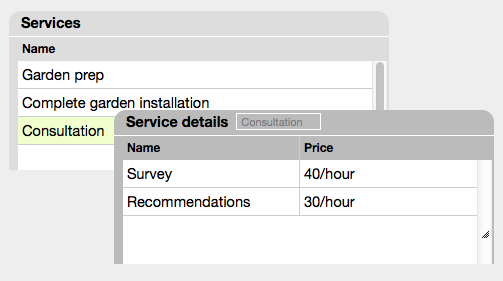 Services
Name
Garden prep
Complete garden installation
Consultation
Service details Consultation
Name Price
Survey 40/hour
Recommendations 30/hour